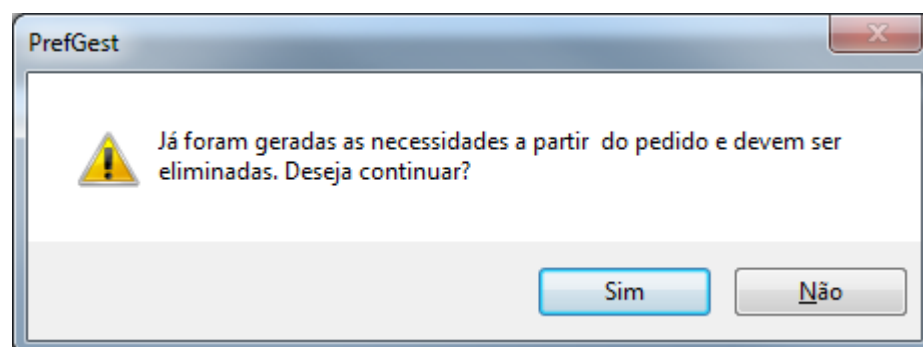 PrefGest
Já foram geradas as necessidades a partir  do pedido e devem ser
eliminadas. Deseja continuar?
Sim
Não